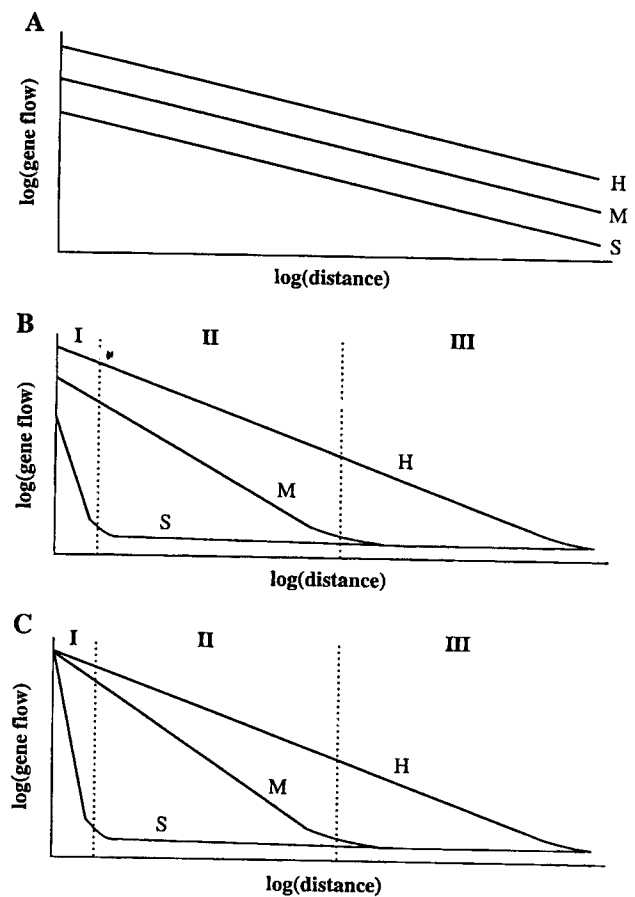 A
log(gene flow)
H
M
S
log(distance)
B
I II III
log(gene flow)
H
M
S
log(distance)
C
I II III
log(gene flow)
H
M
S
log(distance)